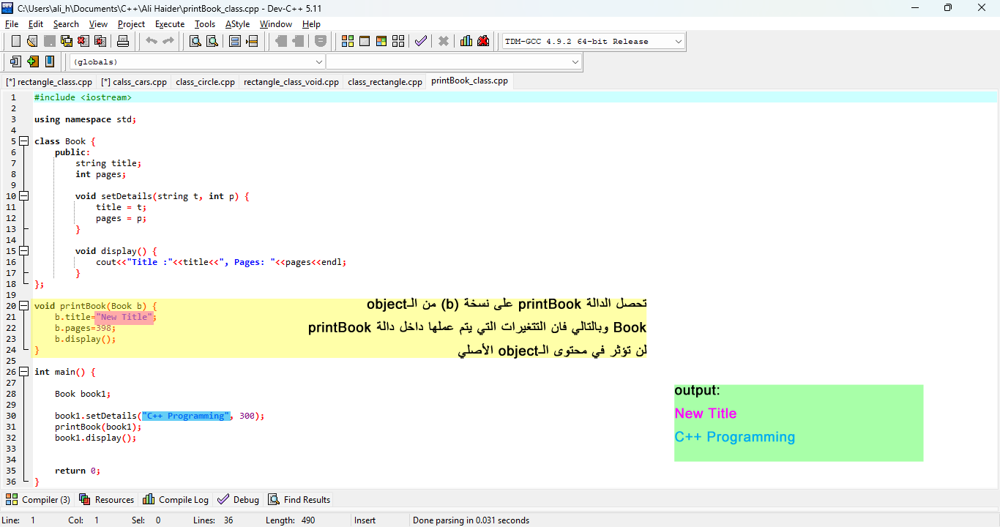 C:\Users\ali_h\Documents\C++\Ali Haider\printBook_class.cpp - Dev-C++ 5.11
File Edit Search View Project Execute Tools AStyle Window Help
TDM-GCC 4.9.2 64-bit Release
(globals)
[*] rectangle_class.cpp [*] calss_cars.cpp class_circle.cpp rectangle_class_void.cpp class_rectangle.cpp printBook_class.cpp
1 #include <iostream>
2
3 using namespace std;
4
5 class Book {
6 public:
7 string title;
8 int pages;
9
10 void setDetails(string t, int p) {
11 title = t;
12 pages = p;
13 }
14
15 void display() {
16 cout<<"Title :"<<title<<", Pages: "<<pages<<endl;
17 }
18 };
19
20 void printBook(Book b) {
21 b.title="New Title";
22 b.pages=398;
23 b.display();
24 }
25
26 int main() {
27
28 Book book1;
29
30 book1.setDetails("C++ Programming", 300);
31 printBook(book1);
32 book1.display();
33
34
35 return 0;
36 }
تحصل الدالة printBook على نسخة (b) من الـobject
Book وبالتالي فان التتغيرات التي يتم عملها داخل دالة printBook
لن تؤثر في محتوى الـobject الأصلي
output:
New Title
C++ Programming
Compiler (3) Resources Compile Log Debug Find Results
Line: 1 Col: 1 Sel: 0 Lines: 36 Length: 490 Insert Done parsing in 0.031 seconds